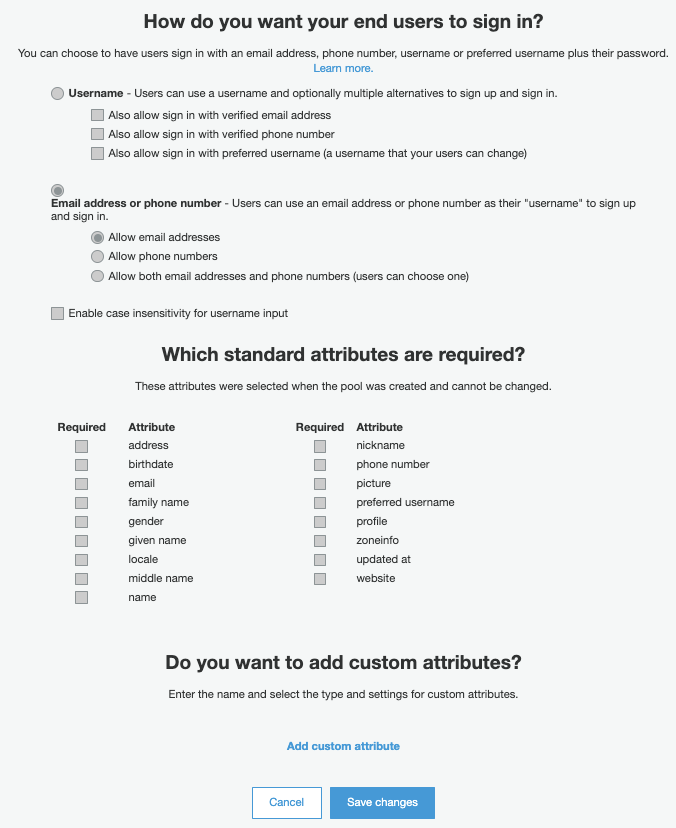 How do you want your end users to sign in?
You can choose to have users sign in with an email address, phone number, username or preferred username plus their password.
Learn more.
Username - Users can use a username and optionally multiple alternatives to sign up and sign in.
Also allow sign in with verified email address
Also allow sign in with verified phone number
Also allow sign in with preferred username (a username that your users can change)
Email address or phone number - Users can use an email address or phone number as their "username" to sign up
and sign in.
Allow email addresses
Allow phone numbers
Allow both email addresses and phone numbers (users can choose one)
Enable case insensitivity for username input
Which standard attributes are required?
These attributes were selected when the pool was created and cannot be changed.
Required Attribute Required Attribute
address nickname
birthdate phone number
email picture
family name preferred username
gender profile
given name zoneinfo
locale updated at
middle name website
name
Do you want to add custom attributes?
Enter the name and select the type and settings for custom attributes.
Add custom attribute
Cancel Save changes